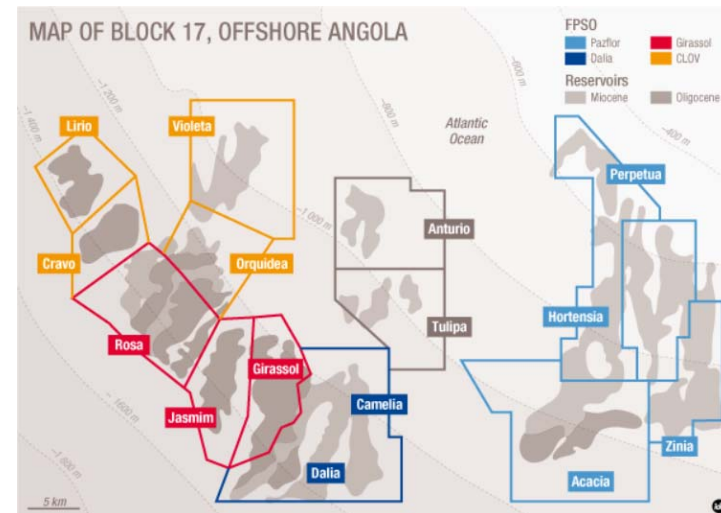 MAP OF BLOCK 17, OFFSHORE ANGOLA
FPSO
Pazflor
Girassol
Dalia
CLOV
Reservoirs
Miocene
Oligocene
–600 m
–400 m
–800 m
–1 000 m
–1 200 m
–1 400 m
–1600 m
–1 800 m
Atlantic
Ocean
Lirio
Violeta
Perpetua
Anturio
Cravo
Orquidea
Hortensia
Tulipa
Rosa
Girassol
Camelia
Jasmim
Zinia
Dalia
Acacia
5 km